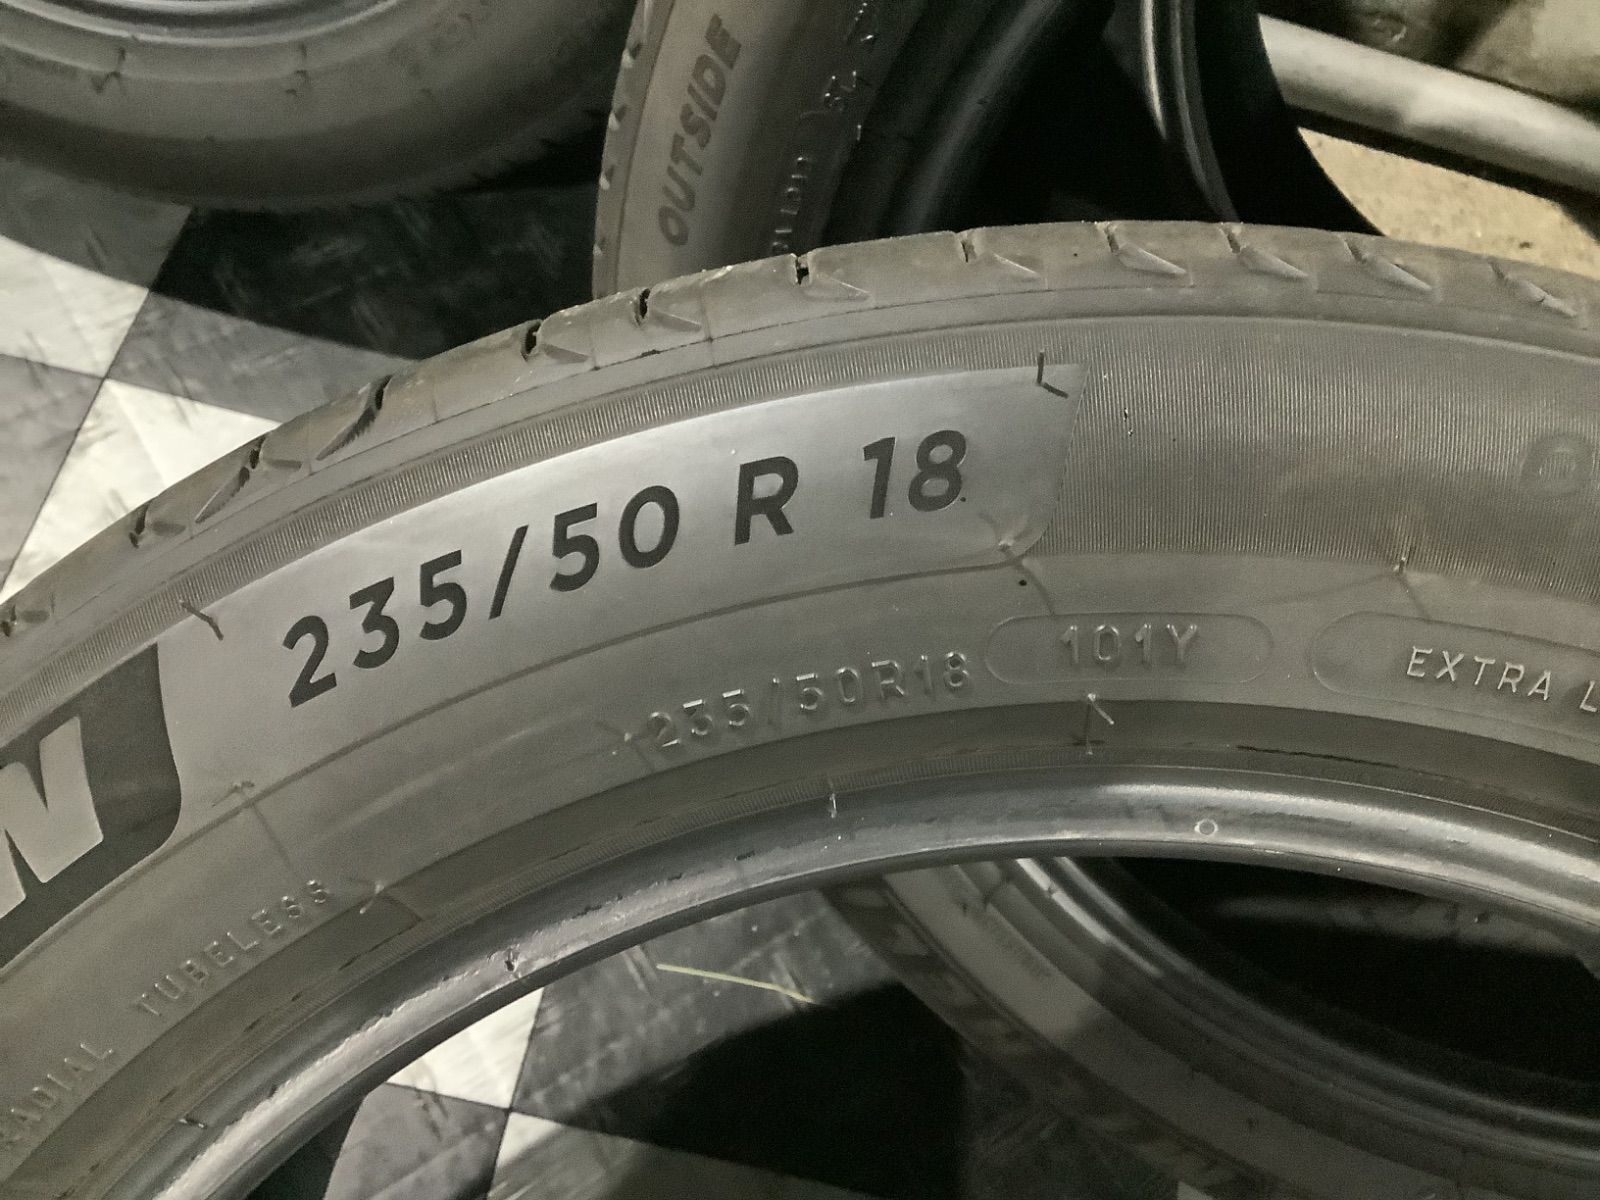 OUTSIDE
235/50 R 18
235/50R18 101Y EXTRA L
TUBELESS
RADIAL